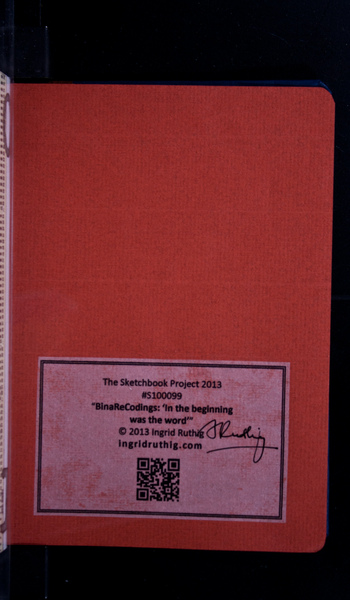 The Sketchbook Project 2013
#S100099
"BinaReCodings: 'in the beginning
was the word'"
© 2013 Ingrid Ruthig
ingridruthig.com